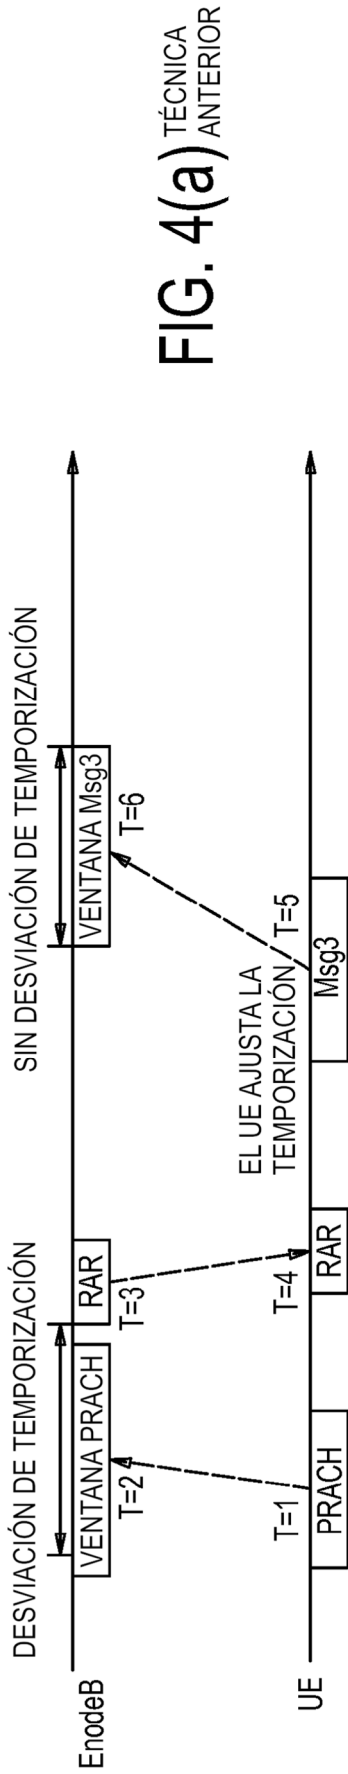 DESVIACIÓN DE TEMPORIZACIÓN
SIN DESVIACIÓN DE TEMPORIZACIÓN
EnodeB
VENTANA PRACH
RAR
VENTANA Msg3
T=2
T=3
T=6
T=1
T=4
EL UE AJUSTA LA
TEMPORIZACIÓN
T=5
UE
PRACH
RAR
Msg3
FIG. 4(a)
TÉCNICA
ANTERIOR